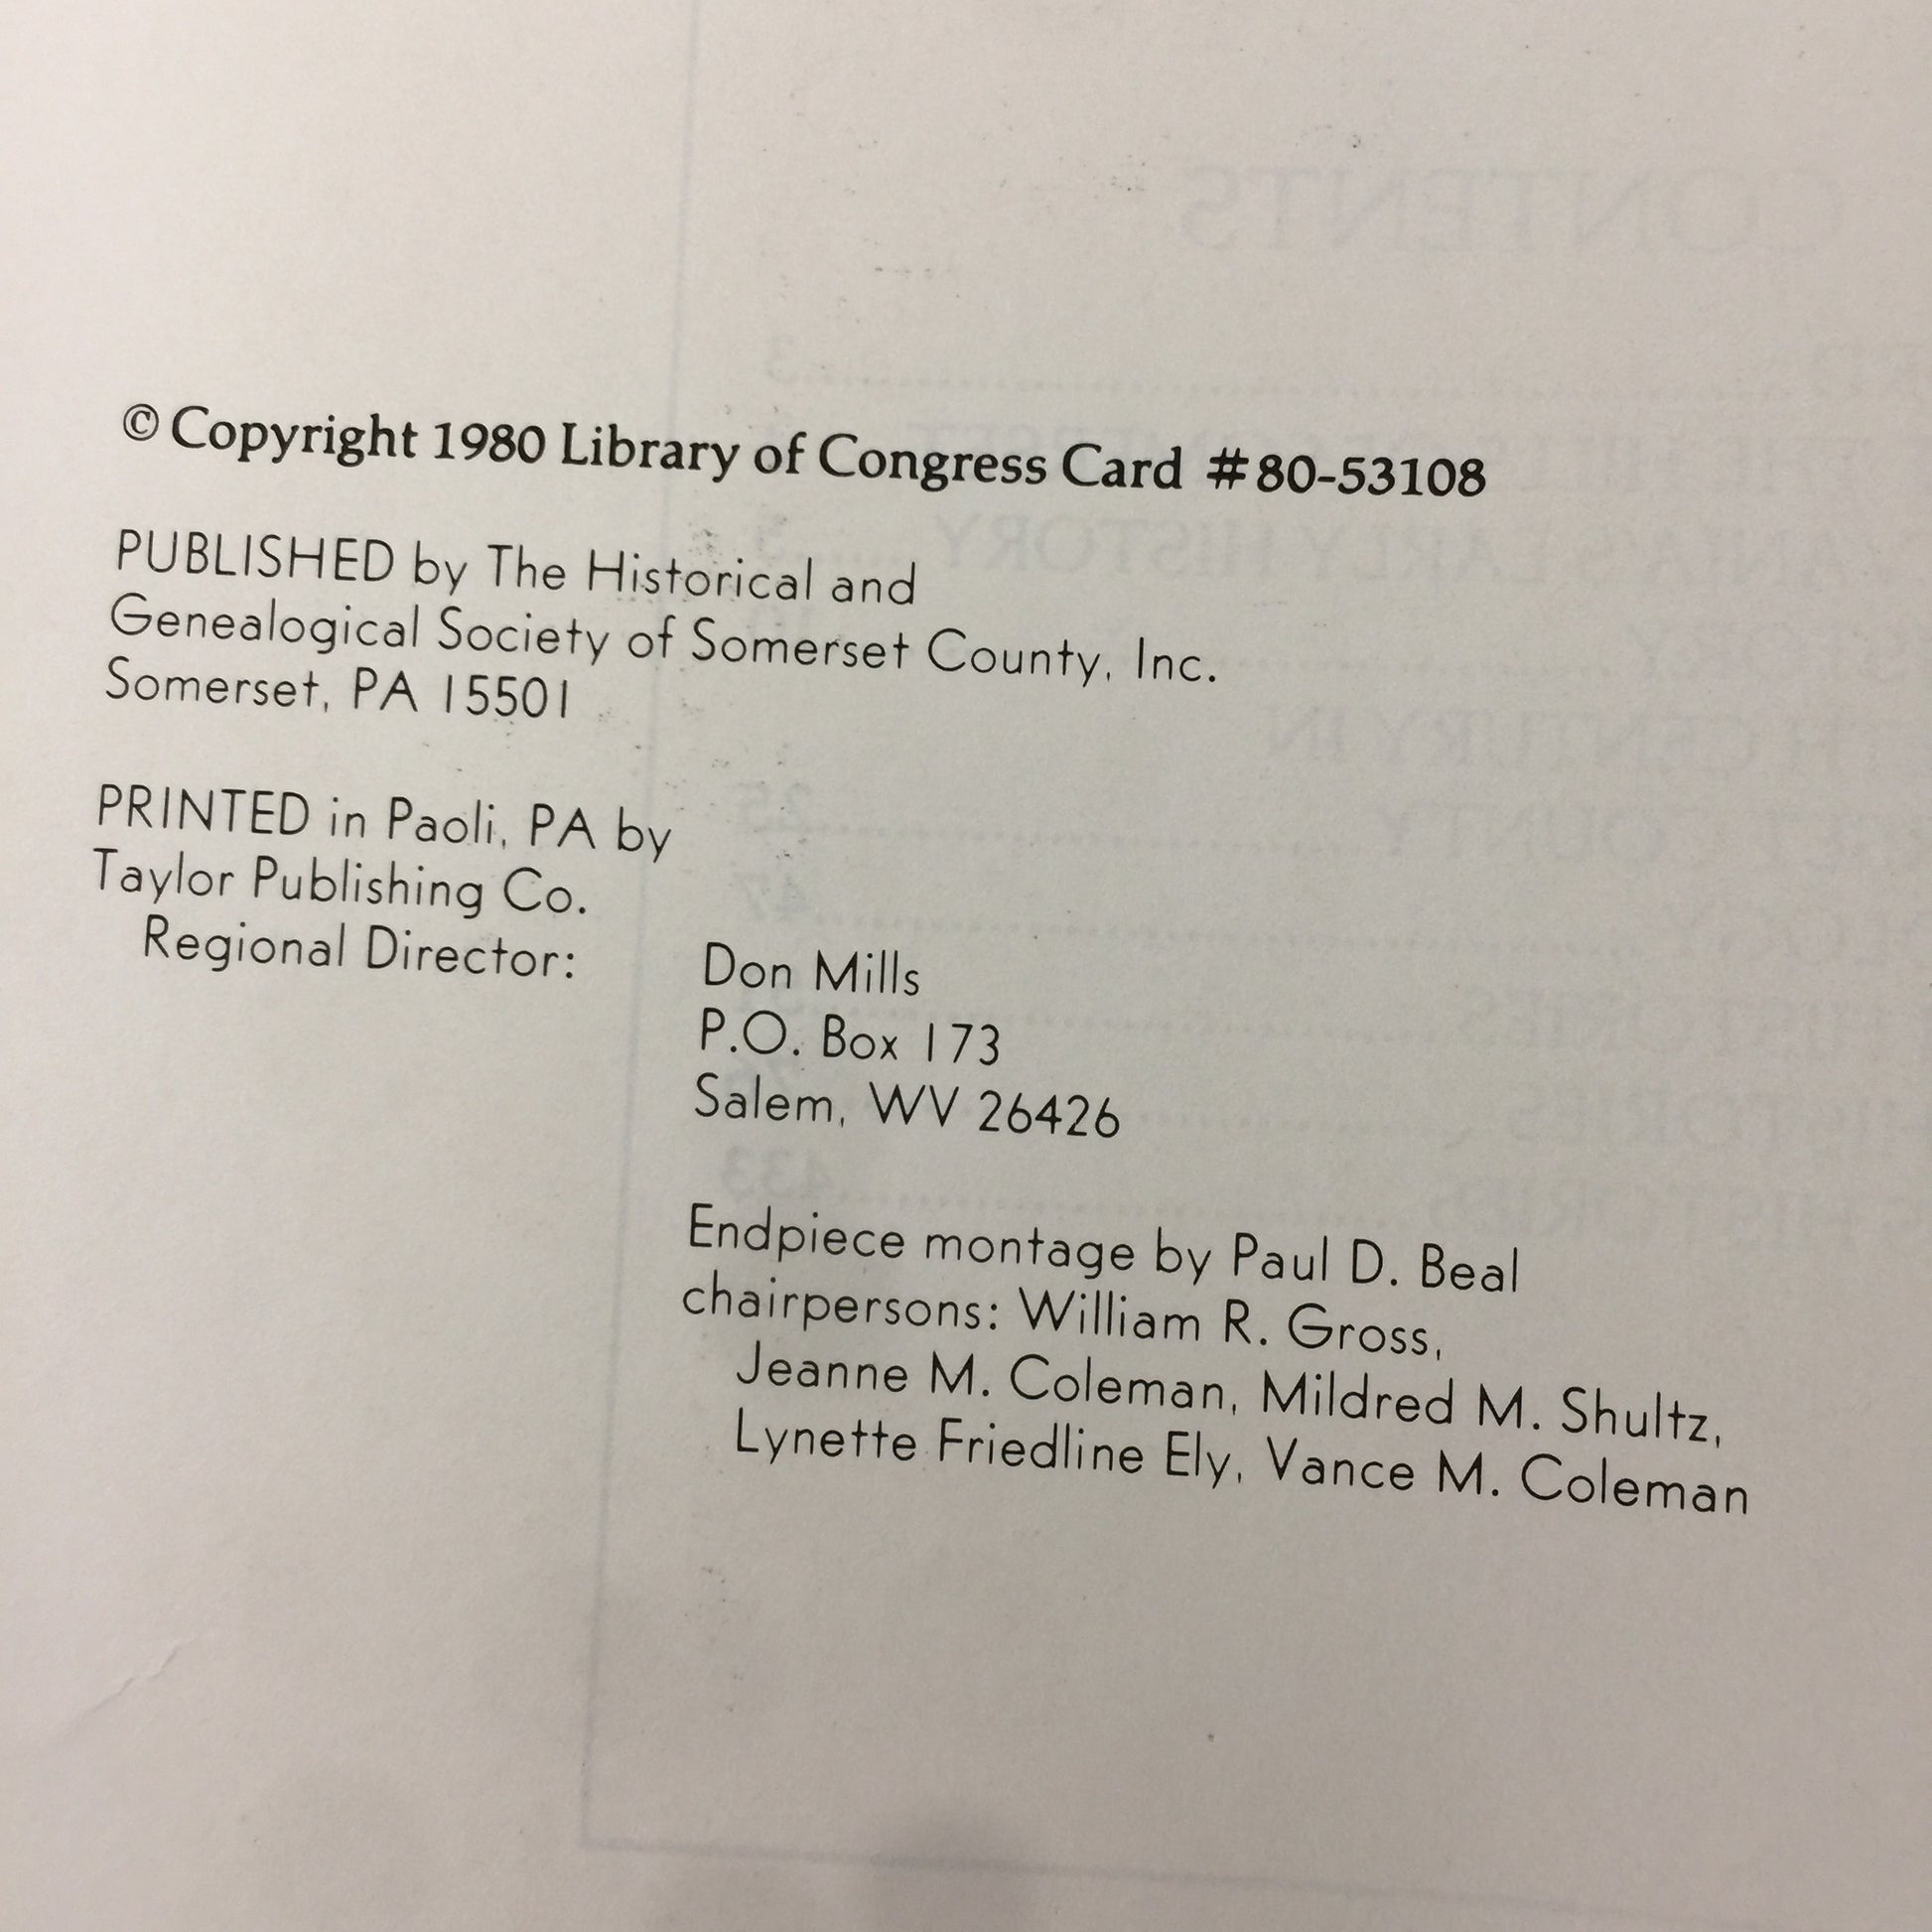 © Copyright 1980 Library of Congress Card #80-53108
PUBLISHED by The Historical and
Genealogical Society of Somerset County, Inc.
Somerset, PA 15501
PRINTED in Paoli, PA by
Taylor Publishing Co.
Regional Director:
Don Mills
P.O. Box 173
Salem, WV 26426
Endpiece montage by Paul D. Beal
chairpersons: William R. Gross,
Jeanne M. Coleman, Mildred M. Shultz,
Lynette Friedline Ely, Vance M. Coleman